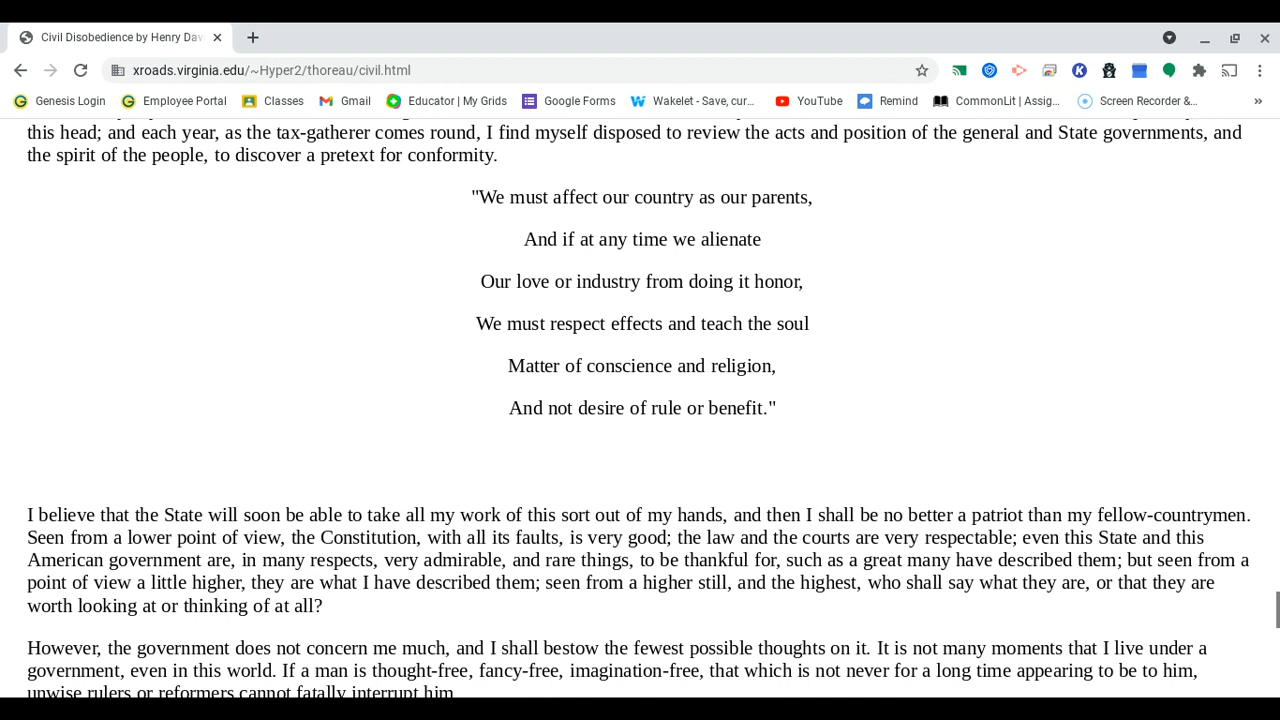 Civil Disobedience by Henry Dav
xroads.virginia.edu/~Hyper2/thoreau/civil.html
Genesis Login Employee Portal Classes Gmail Educator | My Grids Google Forms Wakelet - Save, cur... YouTube Remind CommonLit | Assig... Screen Recorder &... »
this head; and each year, as the tax-gatherer comes round, I find myself disposed to review the acts and position of the general and State governments, and
the spirit of the people, to discover a pretext for conformity.
"We must affect our country as our parents,
And if at any time we alienate
Our love or industry from doing it honor,
We must respect effects and teach the soul
Matter of conscience and religion,
And not desire of rule or benefit."
I believe that the State will soon be able to take all my work of this sort out of my hands, and then I shall be no better a patriot than my fellow-countrymen.
Seen from a lower point of view, the Constitution, with all its faults, is very good; the law and the courts are very respectable; even this State and this
American government are, in many respects, very admirable, and rare things, to be thankful for, such as a great many have described them; but seen from a
point of view a little higher, they are what I have described them; seen from a higher still, and the highest, who shall say what they are, or that they are
worth looking at or thinking of at all?
However, the government does not concern me much, and I shall bestow the fewest possible thoughts on it. It is not many moments that I live under a
government, even in this world. If a man is thought-free, fancy-free, imagination-free, that which is not never for a long time appearing to be to him,
unwise rulers or reformers cannot fatally interrupt him.